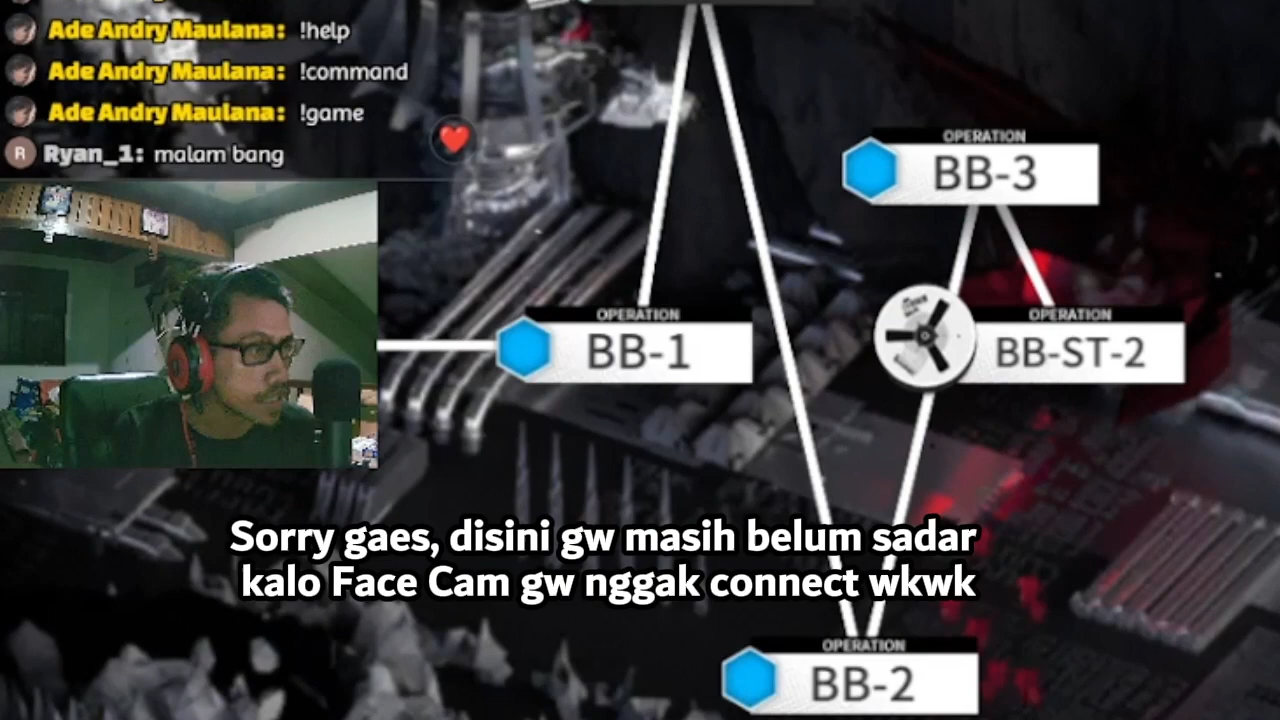 Ade Andry Maulana: !help
Ade Andry Maulana: !command
Ade Andry Maulana: !game
R Ryan_1: malam bang
OPERATION
BB-3
OPERATION
BB-1
OPERATION
BB-ST-2
Sorry gaes, disini gw masih belum sadar
kalo Face Cam gw nggak connect wkwk
OPERATION
BB-2